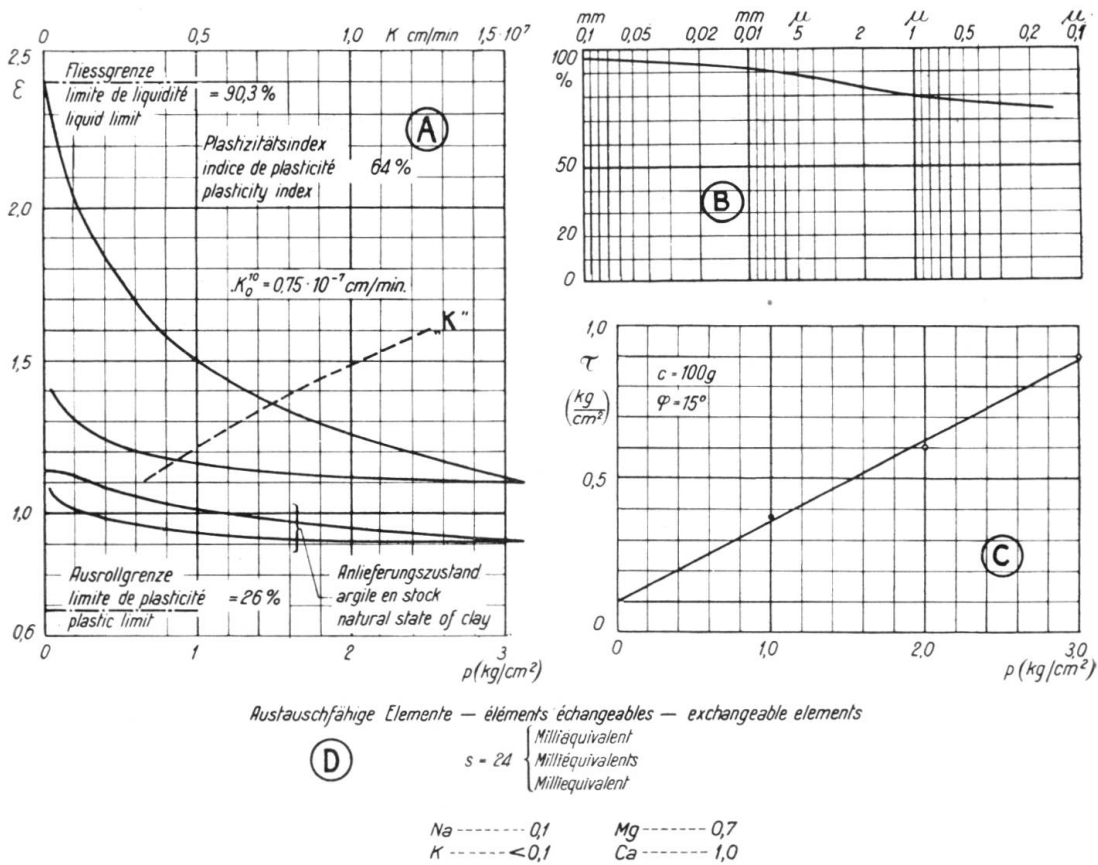 0 0,5 1,0 K cm/min 1,5·10⁷
2,5
ε
2,0
1,5
1,0
0,6
Fliessgrenze
limite de liquidité = 90,3 %
liquid limit
A
Plastizitätsindex
indice de plasticité 64 %
plasticity index
K₀¹⁰ = 0,75 · 10⁻⁷ cm/min.
„K"
Ausrollgrenze
limite de plasticité = 26 %
plastic limit
Anlieferungszustand
argile en stock
natural state of clay
0 1 2 3
p (kg/cm²)
mm mm μ μ μ
0,1 0,05 0,02 0,01 5 2 1 0,5 0,2 0,1
100
%
50
20
0
B
1,0
τ
(kg/cm²)
0,5
0
c = 100g
φ = 15°
C
0 1,0 2,0 3,0
p (kg/cm²)
Austauschfähige Elemente — éléments échangeables — exchangeable elements
D
s = 24
Milliäquivalent
Milliéquivalents
Milliequivalent
Na -------- 0,1 Mg -------- 0,7
K -------- <0,1 Ca -------- 1,0